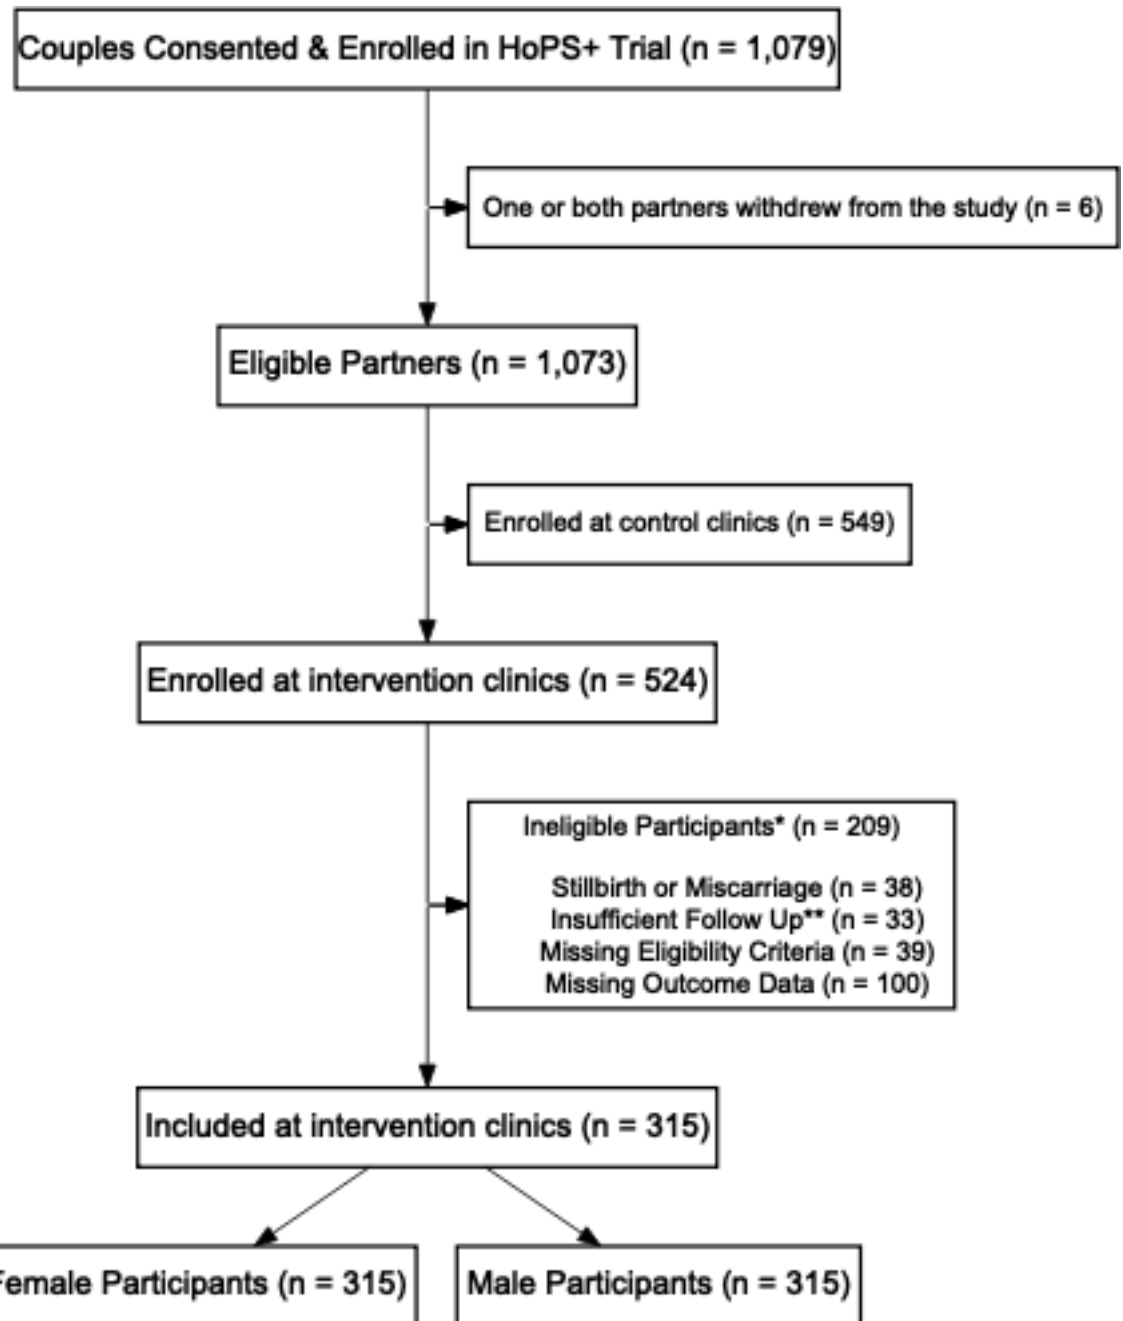 Couples Consented & Enrolled in HoPS+ Trial (n = 1,079)
One or both partners withdrew from the study (n = 6)
Eligible Partners (n = 1,073)
Enrolled at control clinics (n = 549)
Enrolled at intervention clinics (n = 524)
Ineligible Participants* (n = 209)
Stillbirth or Miscarriage (n = 38)
Insufficient Follow Up** (n = 33)
Missing Eligibility Criteria (n = 39)
Missing Outcome Data (n = 100)
Included at intervention clinics (n = 315)
Female Participants (n = 315)
Male Participants (n = 315)